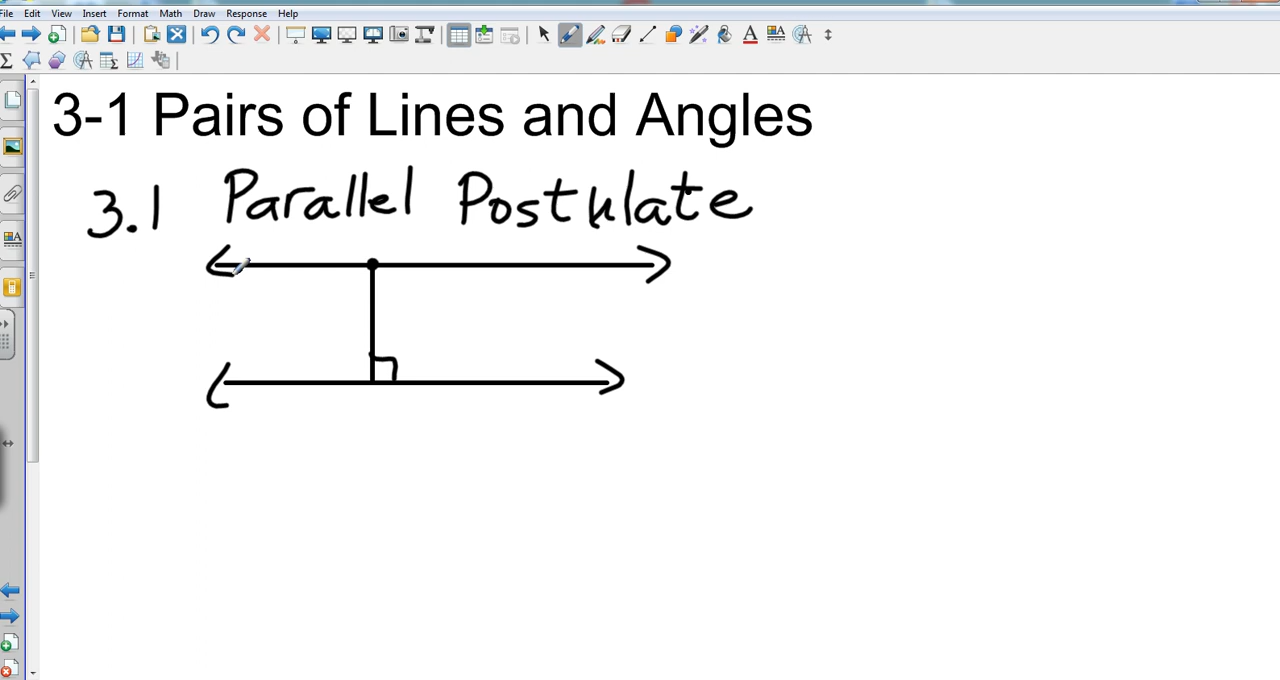 File Edit View Insert Format Math Draw Response Help
3-1 Pairs of Lines and Angles
3.1 Parallel Postulate